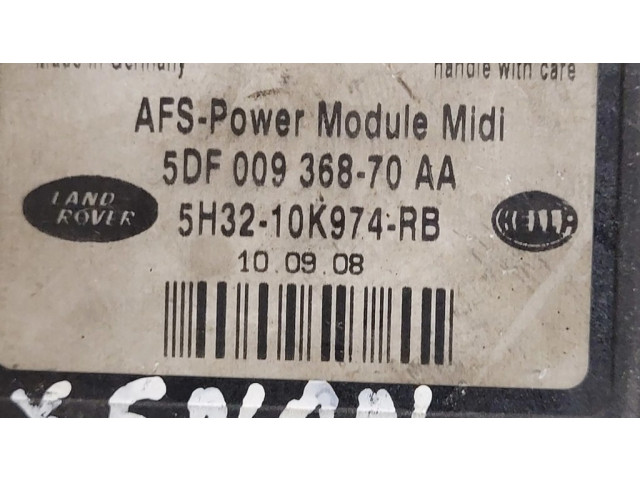 Made in Germany handle with care
AFS-Power Module Midi
5DF 009 368-70 AA
LAND ROVER
5H32-10K974-RB
HELLA
10.09.08